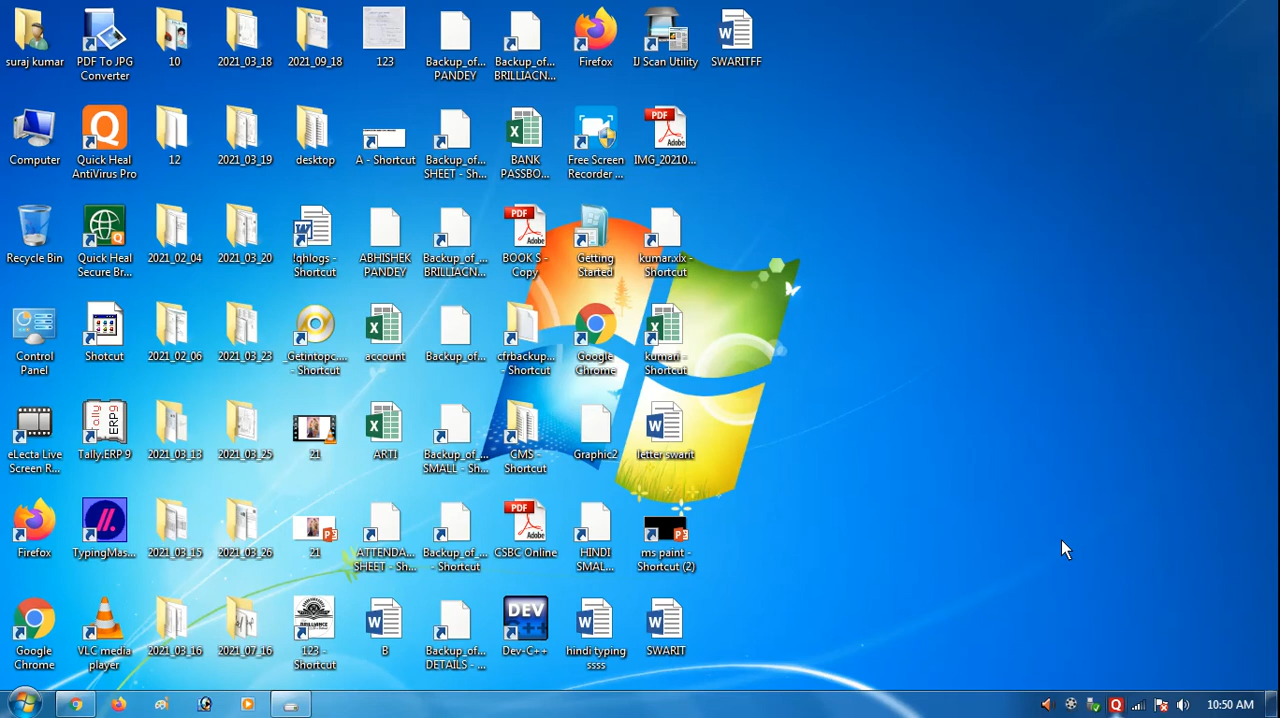 suraj kumar
PDF To JPG
Converter
10
2021_03_18
2021_09_18
123
Backup_of...
PANDEY
Backup_of...
BRILLIACN...
Firefox
IJ Scan Utility
SWARITFF
Computer
Quick Heal
AntiVirus Pro
12
2021_03_19
desktop
A - Shortcut
Backup_of...
SHEET - Sh...
BANK
PASSBO...
Free Screen
Recorder ...
IMG_20210...
Recycle Bin
Quick Heal
Secure Br...
2021_02_04
2021_03_20
!qhlogs -
Shortcut
ABHISHEK
PANDEY
Backup_of_...
BRILLIACN...
BOOK S -
Copy
Getting
Started
kumar.xlx -
Shortcut
Control
Panel
Shotcut
2021_02_06
2021_03_23
_Getintopc....
- Shortcut
account
Backup_of...
cfrbackup...
- Shortcut
Google
Chrome
kumari -
Shortcut
eLecta Live
Screen R...
Tally.ERP 9
2021_03_13
2021_03_25
21
ARTI
Backup_of_...
SMALL - Sh...
CMS -
Shortcut
Graphic2
letter swarit
Firefox
TypingMas...
2021_03_15
2021_03_26
21
ATTENDA...
SHEET - Sh...
Backup_of_...
- Shortcut
CSBC Online
HINDI
SMAL...
ms paint -
Shortcut (2)
Google
Chrome
VLC media
player
2021_03_16
2021_07_16
123 -
Shortcut
B
Backup_of...
DETAILS - ...
DEV
C++
Dev-C++
hindi typing
ssss
SWARIT
10:50 AM